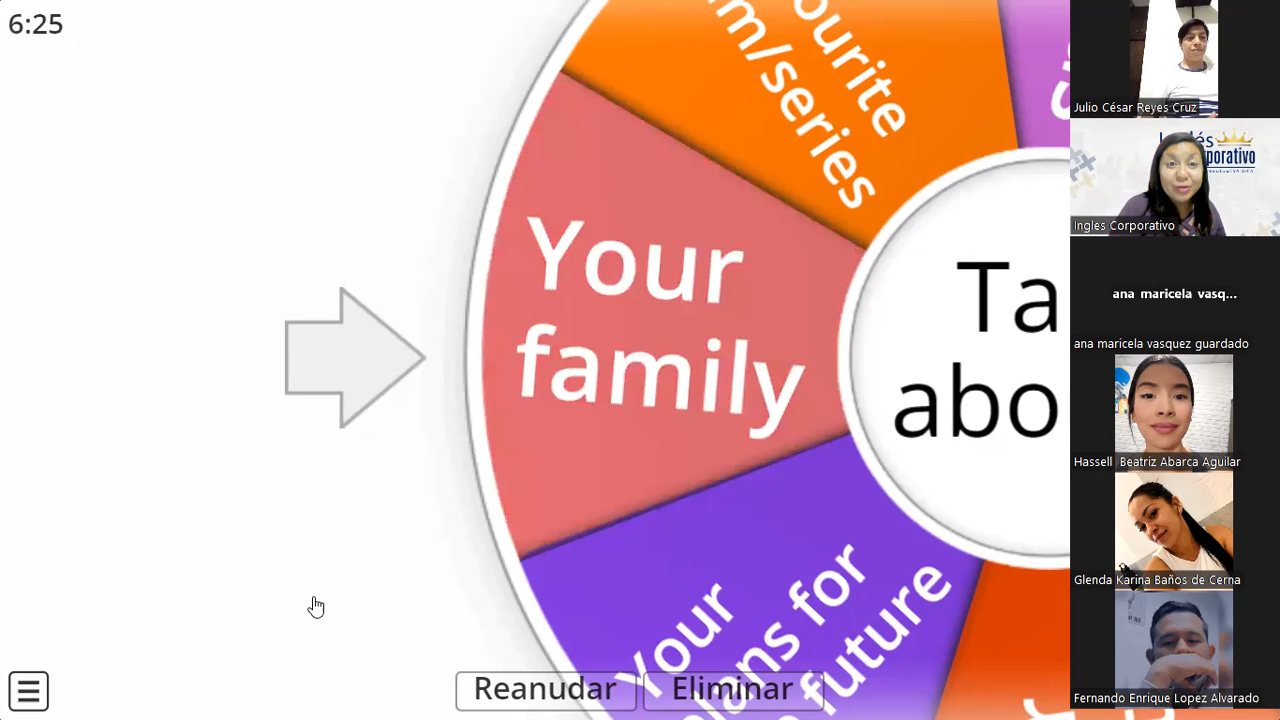 6:25
ourite
m/series
Your
family
Ta
abo
Your
plans for
future
Reanudar
Eliminar
Julio César Reyes Cruz
porativo
Ingles Corporativo
ana maricela vasq...
ana maricela vasquez guardado
Hassell Beatriz Abarca Aguilar
Glenda Karina Baños de Cerna
Fernando Enrique Lopez Alvarado